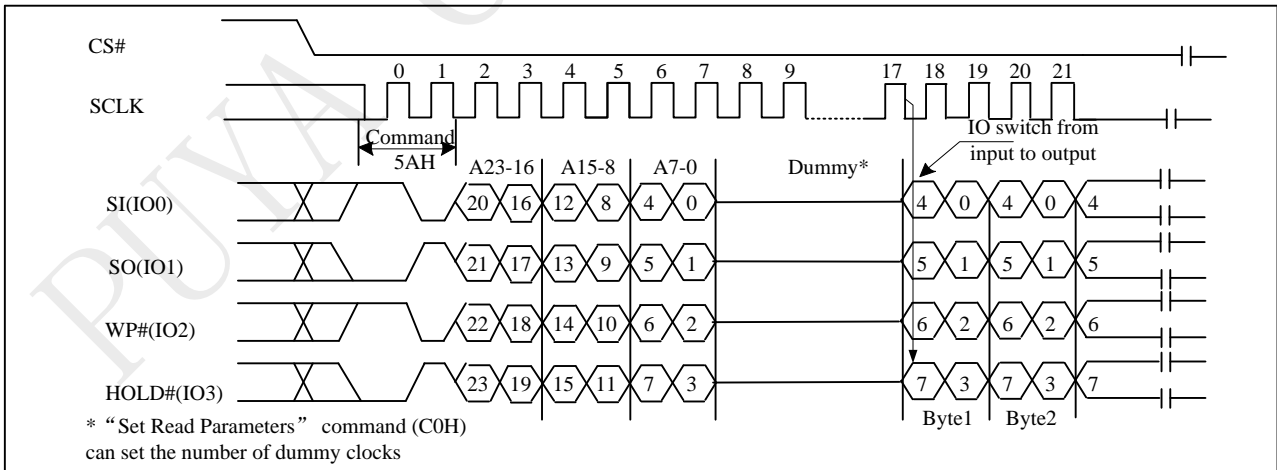 PUYA
CS#
0 1 2 3 4 5 6 7 8 9 17 18 19 20 21
SCLK
Command
5AH
IO switch from
input to output
A23-16 A15-8 A7-0 Dummy*
SI(IO0) 20 16 12 8 4 0 4 0 4 0 4
SO(IO1) 21 17 13 9 5 1 5 1 5 1 5
WP#(IO2) 22 18 14 10 6 2 6 2 6 2 6
HOLD#(IO3) 23 19 15 11 7 3 7 3 7 3 7
Byte1 Byte2
* “Set Read Parameters” command (C0H)
can set the number of dummy clocks